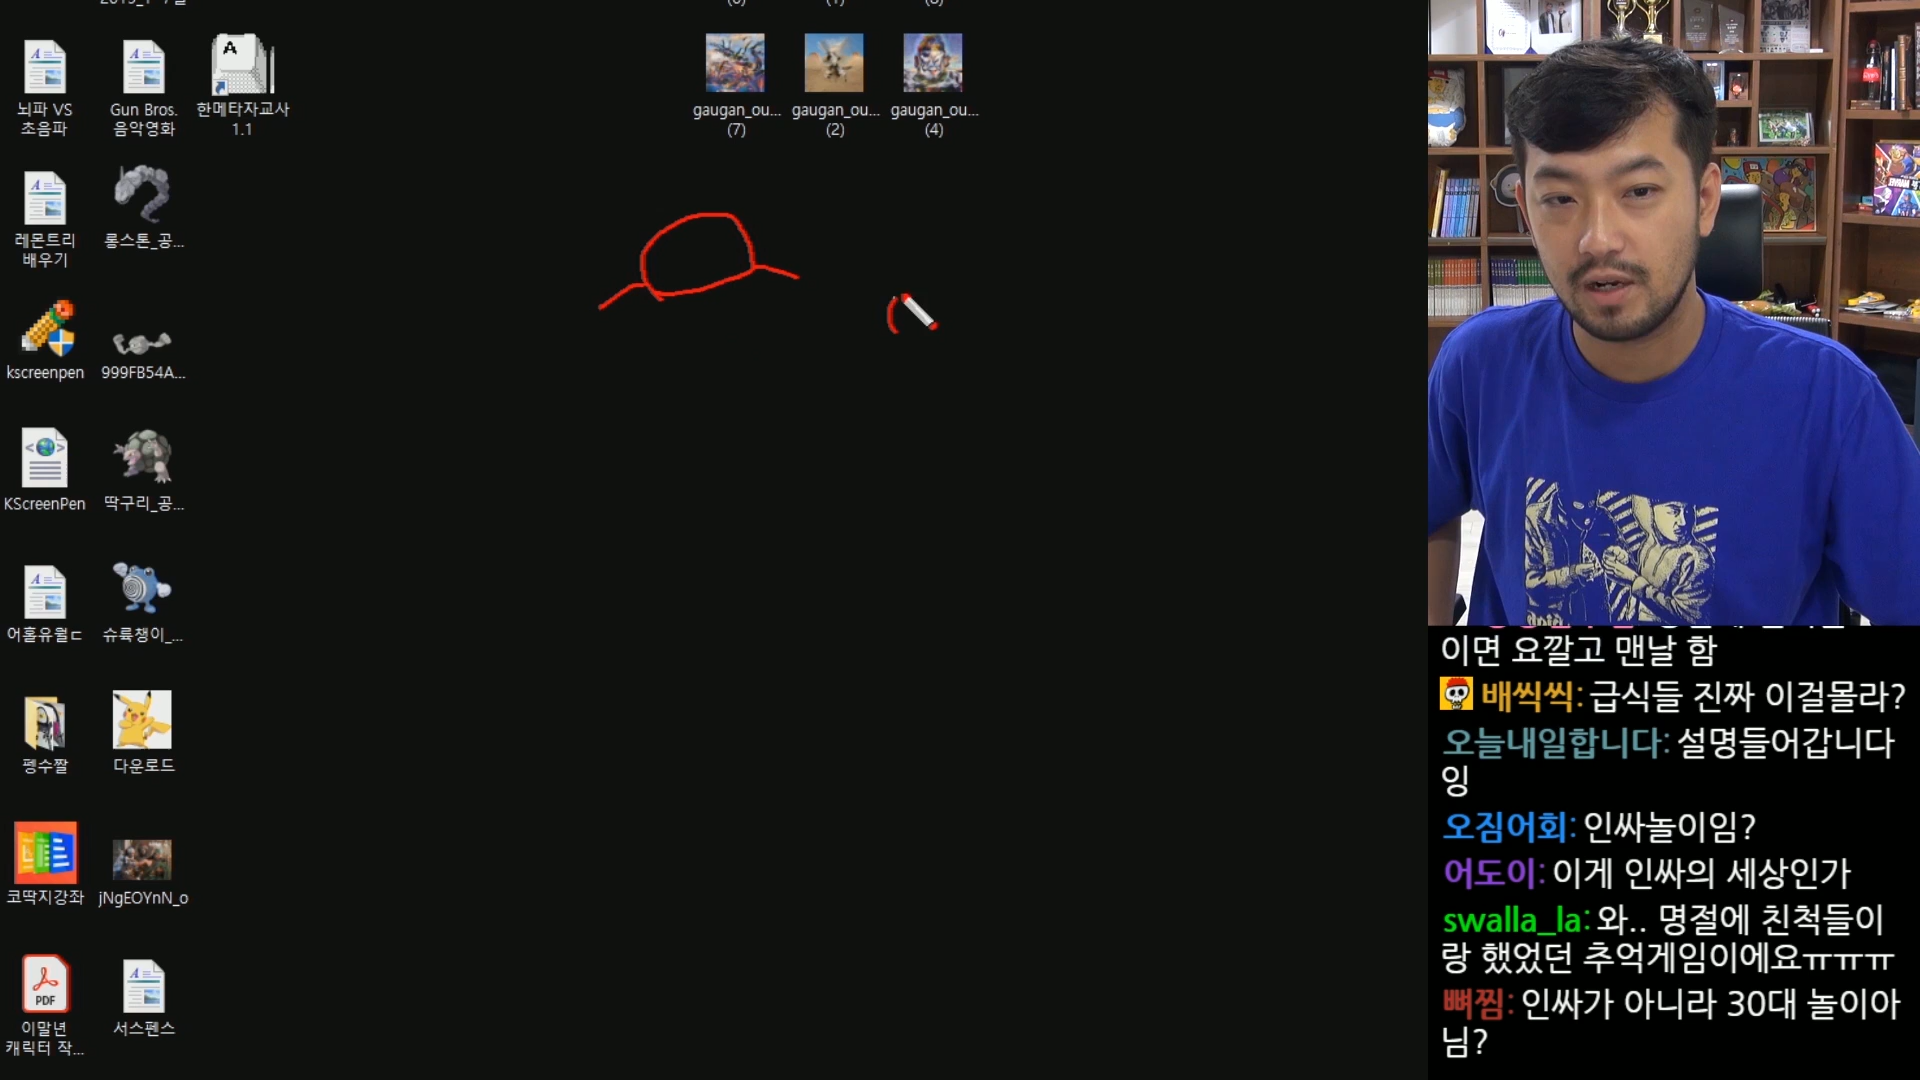 뇌파 VS
초음파
Gun Bros.
음악영화
한메타자교사
1.1
gaugan_ou...
(7)
gaugan_ou...
(2)
gaugan_ou...
(4)
레몬트리
배우기
롱스톤_공...
kscreenpen
999FB54A...
KScreenPen
딱구리_공...
어홀유월ㄷ
슈륙챙이_...
펭수짤
다운로드
코딱지강좌
jNgEOYnN_o
PDF
이말년
캐릭터 작...
서스펜스
이면 요깔고 맨날 함
배씩씩: 급식들 진짜 이걸몰라?
오늘내일합니다: 설명들어갑니다
잉
오짐어회: 인싸놀이임?
어도이: 이게 인싸의 세상인가
swalla_la: 와.. 명절에 친척들이
랑 했었던 추억게임이에요ㅠㅠㅠ
뼈찜: 인싸가 아니라 30대 놀이아
님?